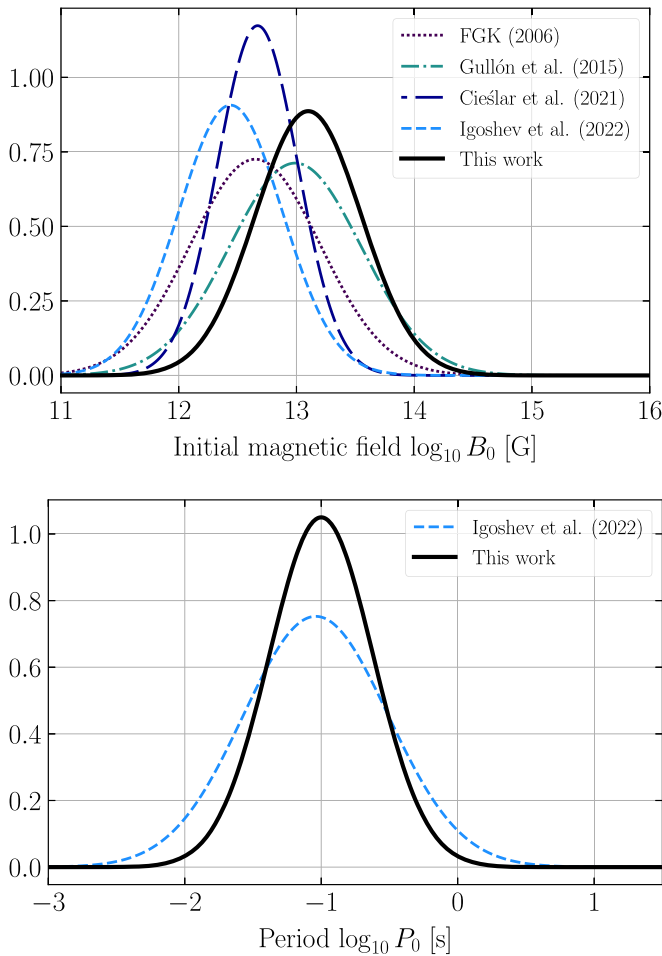 FGK (2006)
Gullón et al. (2015)
Cieślar et al. (2021)
Igoshev et al. (2022)
This work
1.00
0.75
0.50
0.25
0.00
11 12 13 14 15 16
Initial magnetic field log₁₀ B₀ [G]
Igoshev et al. (2022)
This work
1.0
0.8
0.6
0.4
0.2
0.0
−3 −2 −1 0 1
Period log₁₀ P₀ [s]